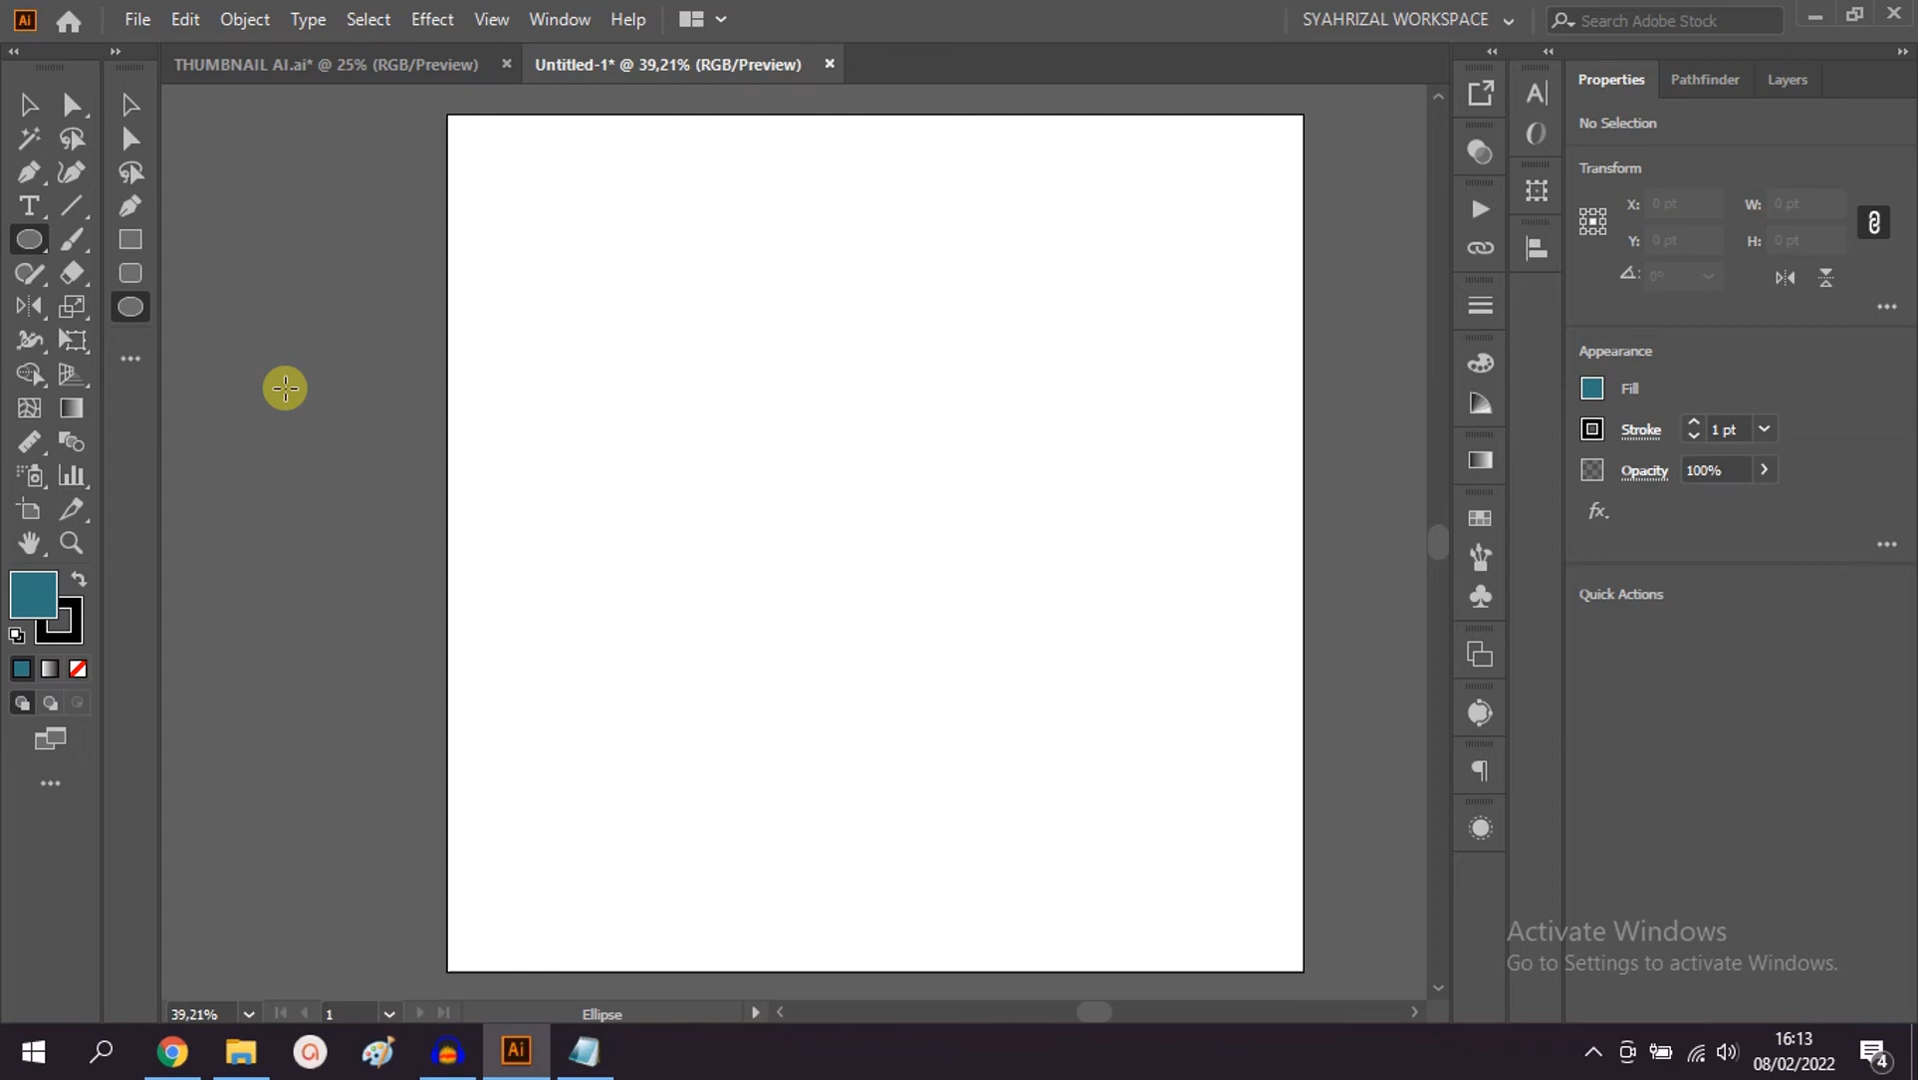 Ai File Edit Object Type Select Effect View Window Help SYAHRIZAL WORKSPACE Search Adobe Stock
THUMBNAIL AI.ai* @ 25% (RGB/Preview) Untitled-1* @ 39,21% (RGB/Preview)
Properties Pathfinder Layers
No Selection
Transform
X: 0 pt W: 0 pt
Y: 0 pt H: 0 pt
0°
Appearance
Fill
Stroke 1 pt
Opacity 100%
fx.
Quick Actions
Activate Windows
Go to Settings to activate Windows.
39,21% 1 Ellipse
Ai
16:13
08/02/2022
4